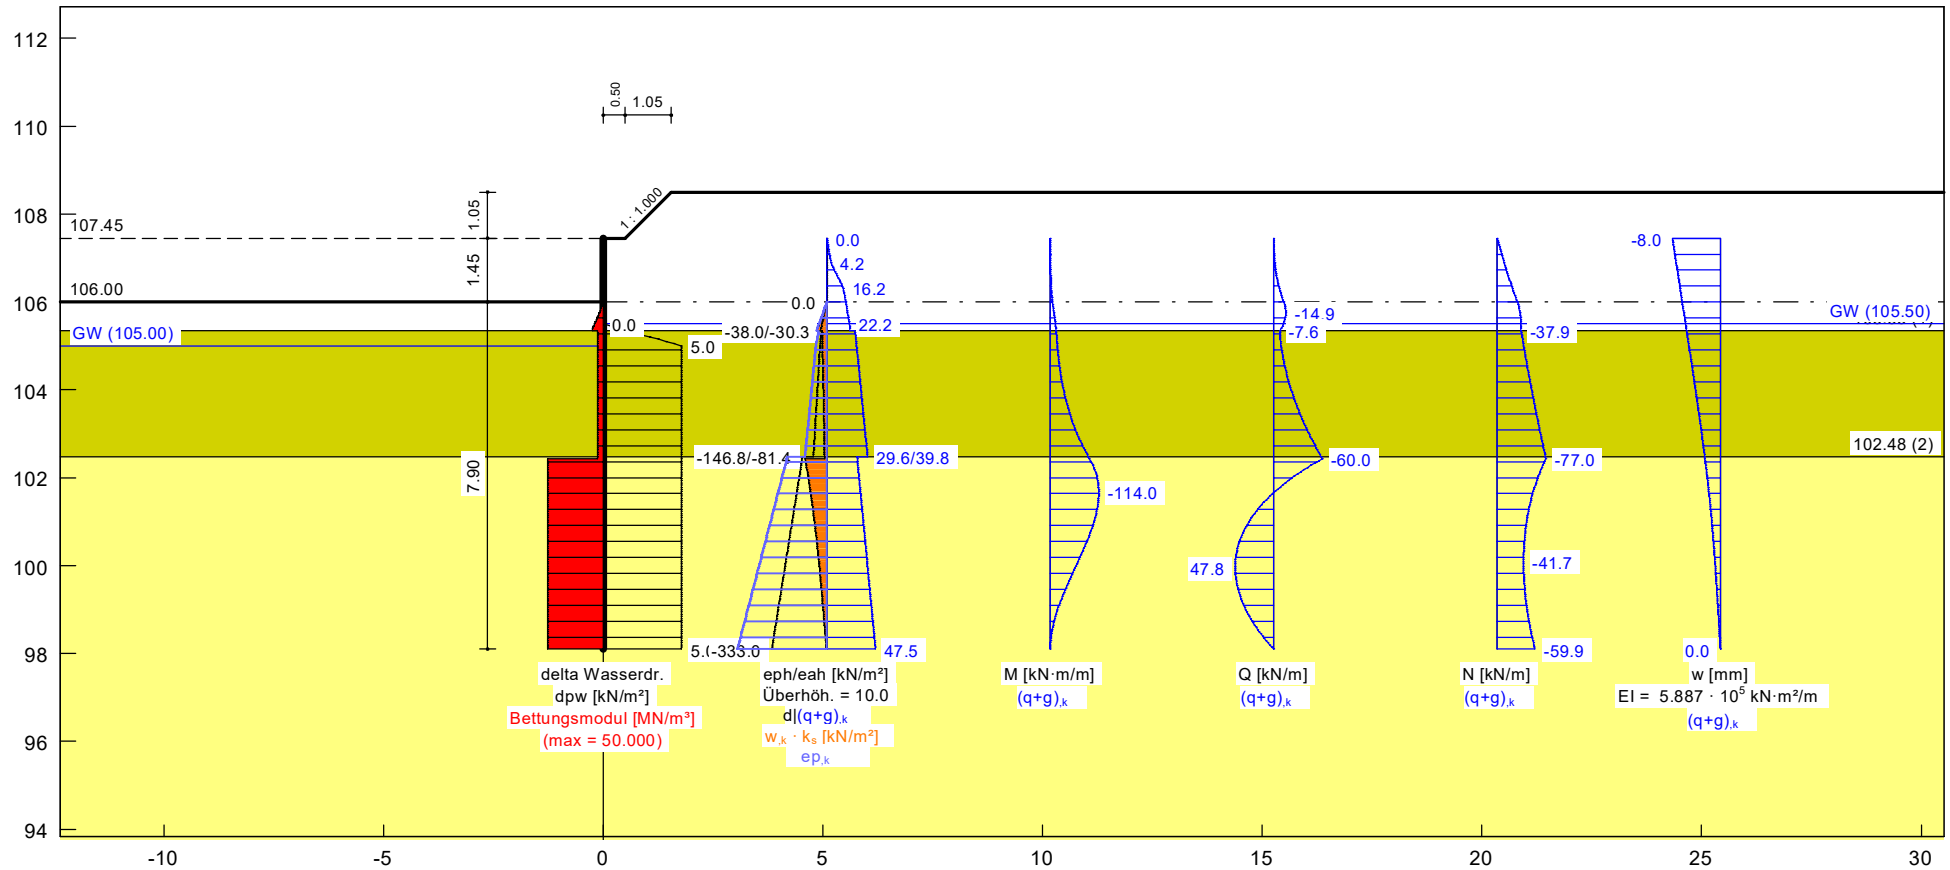 112
110
108
106
104
102
100
98
96
94
-10
-5
0
5
10
15
20
25
30
0.50
1.05
1 : 1.000
1.05
1.45
7.90
107.45
106.00
GW (105.00)
GW (105.50)
102.48 (2)
0.0
5.0
0.0
-38.0/-30.3
-146.8/-81.4
-333.0
0.0
4.2
16.2
22.2
29.6/39.8
47.5
-114.0
-14.9
-7.6
-60.0
47.8
-37.9
-77.0
-41.7
-59.9
-8.0
0.0
delta Wasserdr.
dpw [kN/m²]
Bettungsmodul [MN/m³]
(max = 50.000)
eph/eah [kN/m²]
Überhöh. = 10.0
d|(q+g),k
w,k · ks [kN/m²]
ep,k
M [kN·m/m]
(q+g),k
Q [kN/m]
(q+g),k
N [kN/m]
(q+g),k
w [mm]
EI = 5.887 · 10⁵ kN·m²/m
(q+g),k